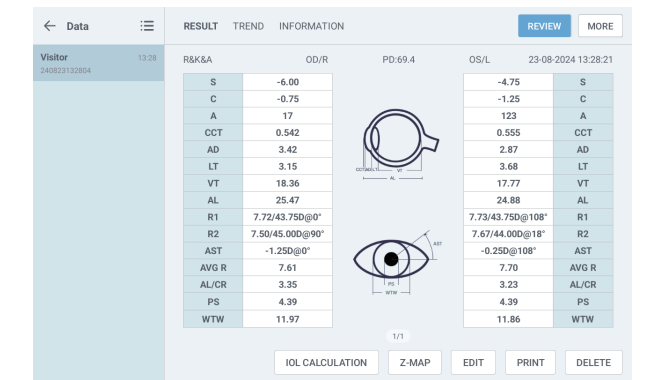 Data
RESULT TREND INFORMATION REVIEW MORE
Visitor 13:28
240823132804
R&K&A OD/R PD:69.4 OS/L 23-08-2024 13:28:21
S -6.00 -4.75 S
C -0.75 -1.25 C
A 17 123 A
CCT 0.542 0.555 CCT
AD 3.42 2.87 AD
LT 3.15 3.68 LT
VT 18.36 17.77 VT
AL 25.47 24.88 AL
R1 7.72/43.75D@0° 7.73/43.75D@108° R1
R2 7.50/45.00D@90° 7.67/44.00D@18° R2
AST -1.25D@0° -0.25D@108° AST
AVG R 7.61 7.70 AVG R
AL/CR 3.35 3.23 AL/CR
PS 4.39 4.39 PS
WTW 11.97 11.86 WTW
CCT AD LT VT
AL
AST
PS
WTW
1/1
IOL CALCULATION Z-MAP EDIT PRINT DELETE